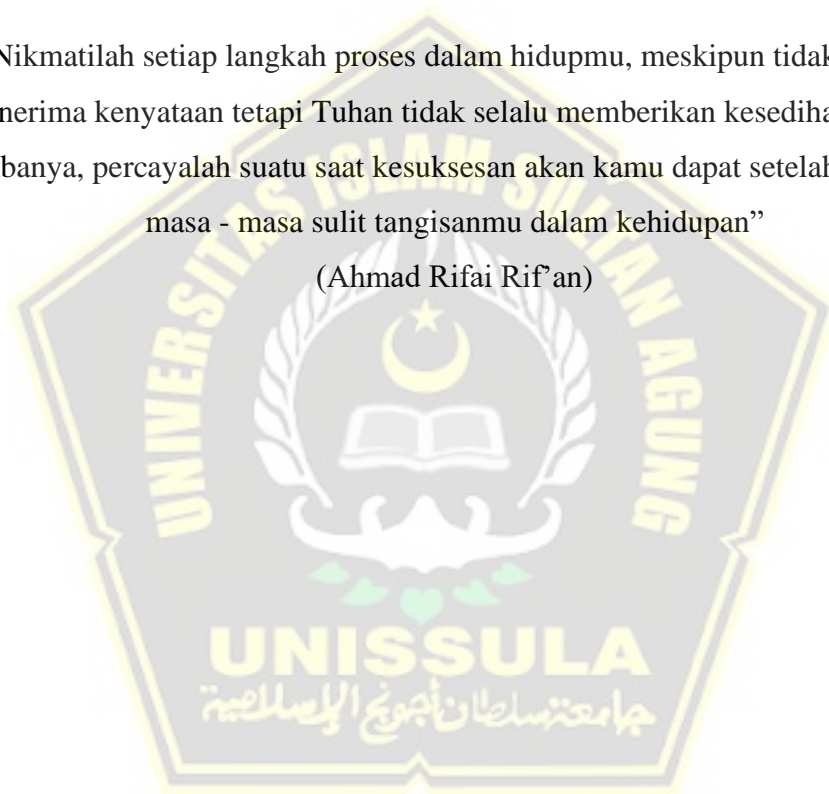 Nikmatilah setiap langkah proses dalam hidupmu, meskipun tidak
nerima kenyataan tetapi Tuhan tidak selalu memberikan kesediha
banya, percayalah suatu saat kesuksesan akan kamu dapat setelah
masa - masa sulit tangisanmu dalam kehidupan”
(Ahmad Rifai Rif’an)
UNIVERSITAS ISLAM SULTAN AGUNG
UNISSULA
جامعة سلطان أجونج الإسلامية